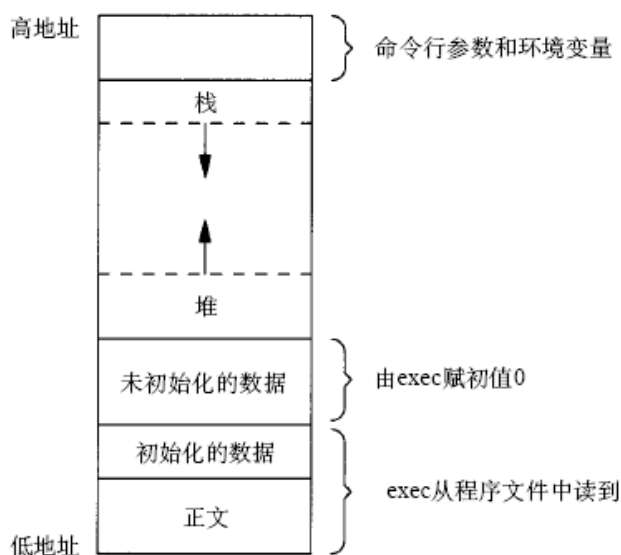 高地址
命令行参数和环境变量
栈
堆
未初始化的数据
由exec赋初值0
初始化的数据
exec从程序文件中读到
正文
低地址